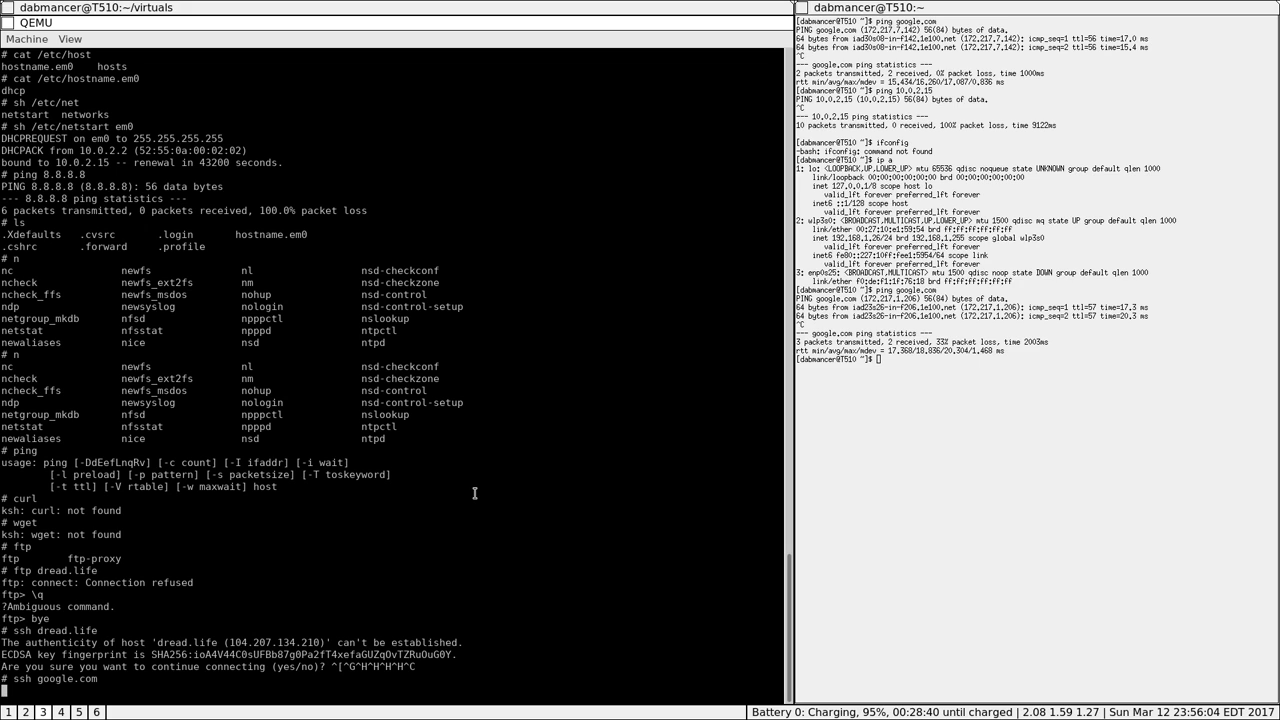 dabmancer@T510:~/virtuals
QEMU
Machine View
# cat /etc/host
hostname.em0 hosts
# cat /etc/hostname.em0
dhcp
# sh /etc/net
netstart networks
# sh /etc/netstart em0
DHCPREQUEST on em0 to 255.255.255.255
DHCPACK from 10.0.2.2 (52:55:0a:00:02:02)
bound to 10.0.2.15 -- renewal in 43200 seconds.
# ping 8.8.8.8
PING 8.8.8.8 (8.8.8.8): 56 data bytes
--- 8.8.8.8 ping statistics ---
6 packets transmitted, 0 packets received, 100.0% packet loss
# ls
.Xdefaults .cvsrc .login hostname.em0
.cshrc .forward .profile
# n
nc newfs nl nsd-checkconf
ncheck newfs_ext2fs nm nsd-checkzone
ncheck_ffs newfs_msdos nohup nsd-control
ndp newsyslog nologin nsd-control-setup
netgroup_mkdb nfsd npppctl nslookup
netstat nfsstat npppd ntpctl
newaliases nice nsd ntpd
# n
nc newfs nl nsd-checkconf
ncheck newfs_ext2fs nm nsd-checkzone
ncheck_ffs newfs_msdos nohup nsd-control
ndp newsyslog nologin nsd-control-setup
netgroup_mkdb nfsd npppctl nslookup
netstat nfsstat npppd ntpctl
newaliases nice nsd ntpd
# ping
usage: ping [-DdEefLnqRv] [-c count] [-I ifaddr] [-i wait]
[-l preload] [-p pattern] [-s packetsize] [-T toskeyword]
[-t ttl] [-V rtable] [-w maxwait] host
# curl
ksh: curl: not found
# wget
ksh: wget: not found
# ftp
ftp ftp-proxy
# ftp dread.life
ftp: connect: Connection refused
ftp> \q
?Ambiguous command.
ftp> bye
# ssh dread.life
The authenticity of host 'dread.life (104.207.134.210)' can't be established.
ECDSA key fingerprint is SHA256:ioA4V44C0sUFBb87g0Pa2fT4xefaGUZqOvTZRuOuG0Y.
Are you sure you want to continue connecting (yes/no)? ^[^G^H^H^H^H^C
# ssh google.com
dabmancer@T510:~
[dabmancer@T510 ~]$ ping google.com
PING google.com (172.217.7.142) 56(84) bytes of data.
64 bytes from iad30s08-in-f142.1e100.net (172.217.7.142): icmp_seq=1 ttl=56 time=17.0 ms
64 bytes from iad30s08-in-f142.1e100.net (172.217.7.142): icmp_seq=2 ttl=56 time=15.4 ms
^C
--- google.com ping statistics ---
2 packets transmitted, 2 received, 0% packet loss, time 1000ms
rtt min/avg/max/mdev = 15.434/16.260/17.087/0.836 ms
[dabmancer@T510 ~]$ ping 10.0.2.15
PING 10.0.2.15 (10.0.2.15) 56(84) bytes of data.
^C
--- 10.0.2.15 ping statistics ---
10 packets transmitted, 0 received, 100% packet loss, time 9122ms
[dabmancer@T510 ~]$ ifconfig
-bash: ifconfig: command not found
[dabmancer@T510 ~]$ ip a
1: lo: <LOOPBACK,UP,LOWER_UP> mtu 65536 qdisc noqueue state UNKNOWN group default qlen 1000
link/loopback 00:00:00:00:00:00 brd 00:00:00:00:00:00
inet 127.0.0.1/8 scope host lo
valid_lft forever preferred_lft forever
inet6 ::1/128 scope host
valid_lft forever preferred_lft forever
2: wlp3s0: <BROADCAST,MULTICAST,UP,LOWER_UP> mtu 1500 qdisc mq state UP group default qlen 1000
link/ether 00:27:10:e1:59:54 brd ff:ff:ff:ff:ff:ff
inet 192.168.1.26/24 brd 192.168.1.255 scope global wlp3s0
valid_lft forever preferred_lft forever
inet6 fe80::227:10ff:fee1:5954/64 scope link
valid_lft forever preferred_lft forever
3: enp0s25: <BROADCAST,MULTICAST> mtu 1500 qdisc noop state DOWN group default qlen 1000
link/ether f0:de:f1:1f:76:18 brd ff:ff:ff:ff:ff:ff
[dabmancer@T510 ~]$ ping google.com
PING google.com (172.217.1.206) 56(84) bytes of data.
64 bytes from iad23s26-in-f206.1e100.net (172.217.1.206): icmp_seq=1 ttl=57 time=17.3 ms
64 bytes from iad23s26-in-f206.1e100.net (172.217.1.206): icmp_seq=2 ttl=57 time=20.3 ms
^C
--- google.com ping statistics ---
3 packets transmitted, 2 received, 33% packet loss, time 2003ms
rtt min/avg/max/mdev = 17.368/18.836/20.304/1.468 ms
[dabmancer@T510 ~]$
1 2 3 4 5 6
Battery 0: Charging, 95%, 00:28:40 until charged | 2.08 1.59 1.27 | Sun Mar 12 23:56:04 EDT 2017